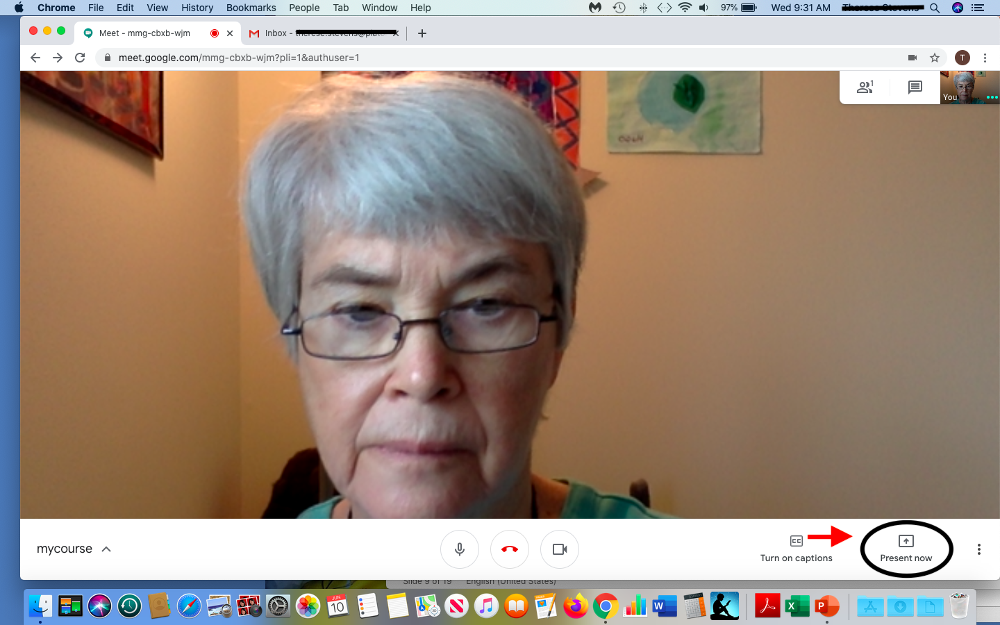 Chrome File Edit View History Bookmarks People Tab Window Help 97% Wed 9:31 AM
Meet - mmg-cbxb-wjm Inbox -
meet.google.com/mmg-cbxb-wjm?pli=1&authuser=1 T
1
You
mycourse
CC
Turn on captions
Present now
Slide 9 of 19 English (United States)
JUN
10
W
X
P